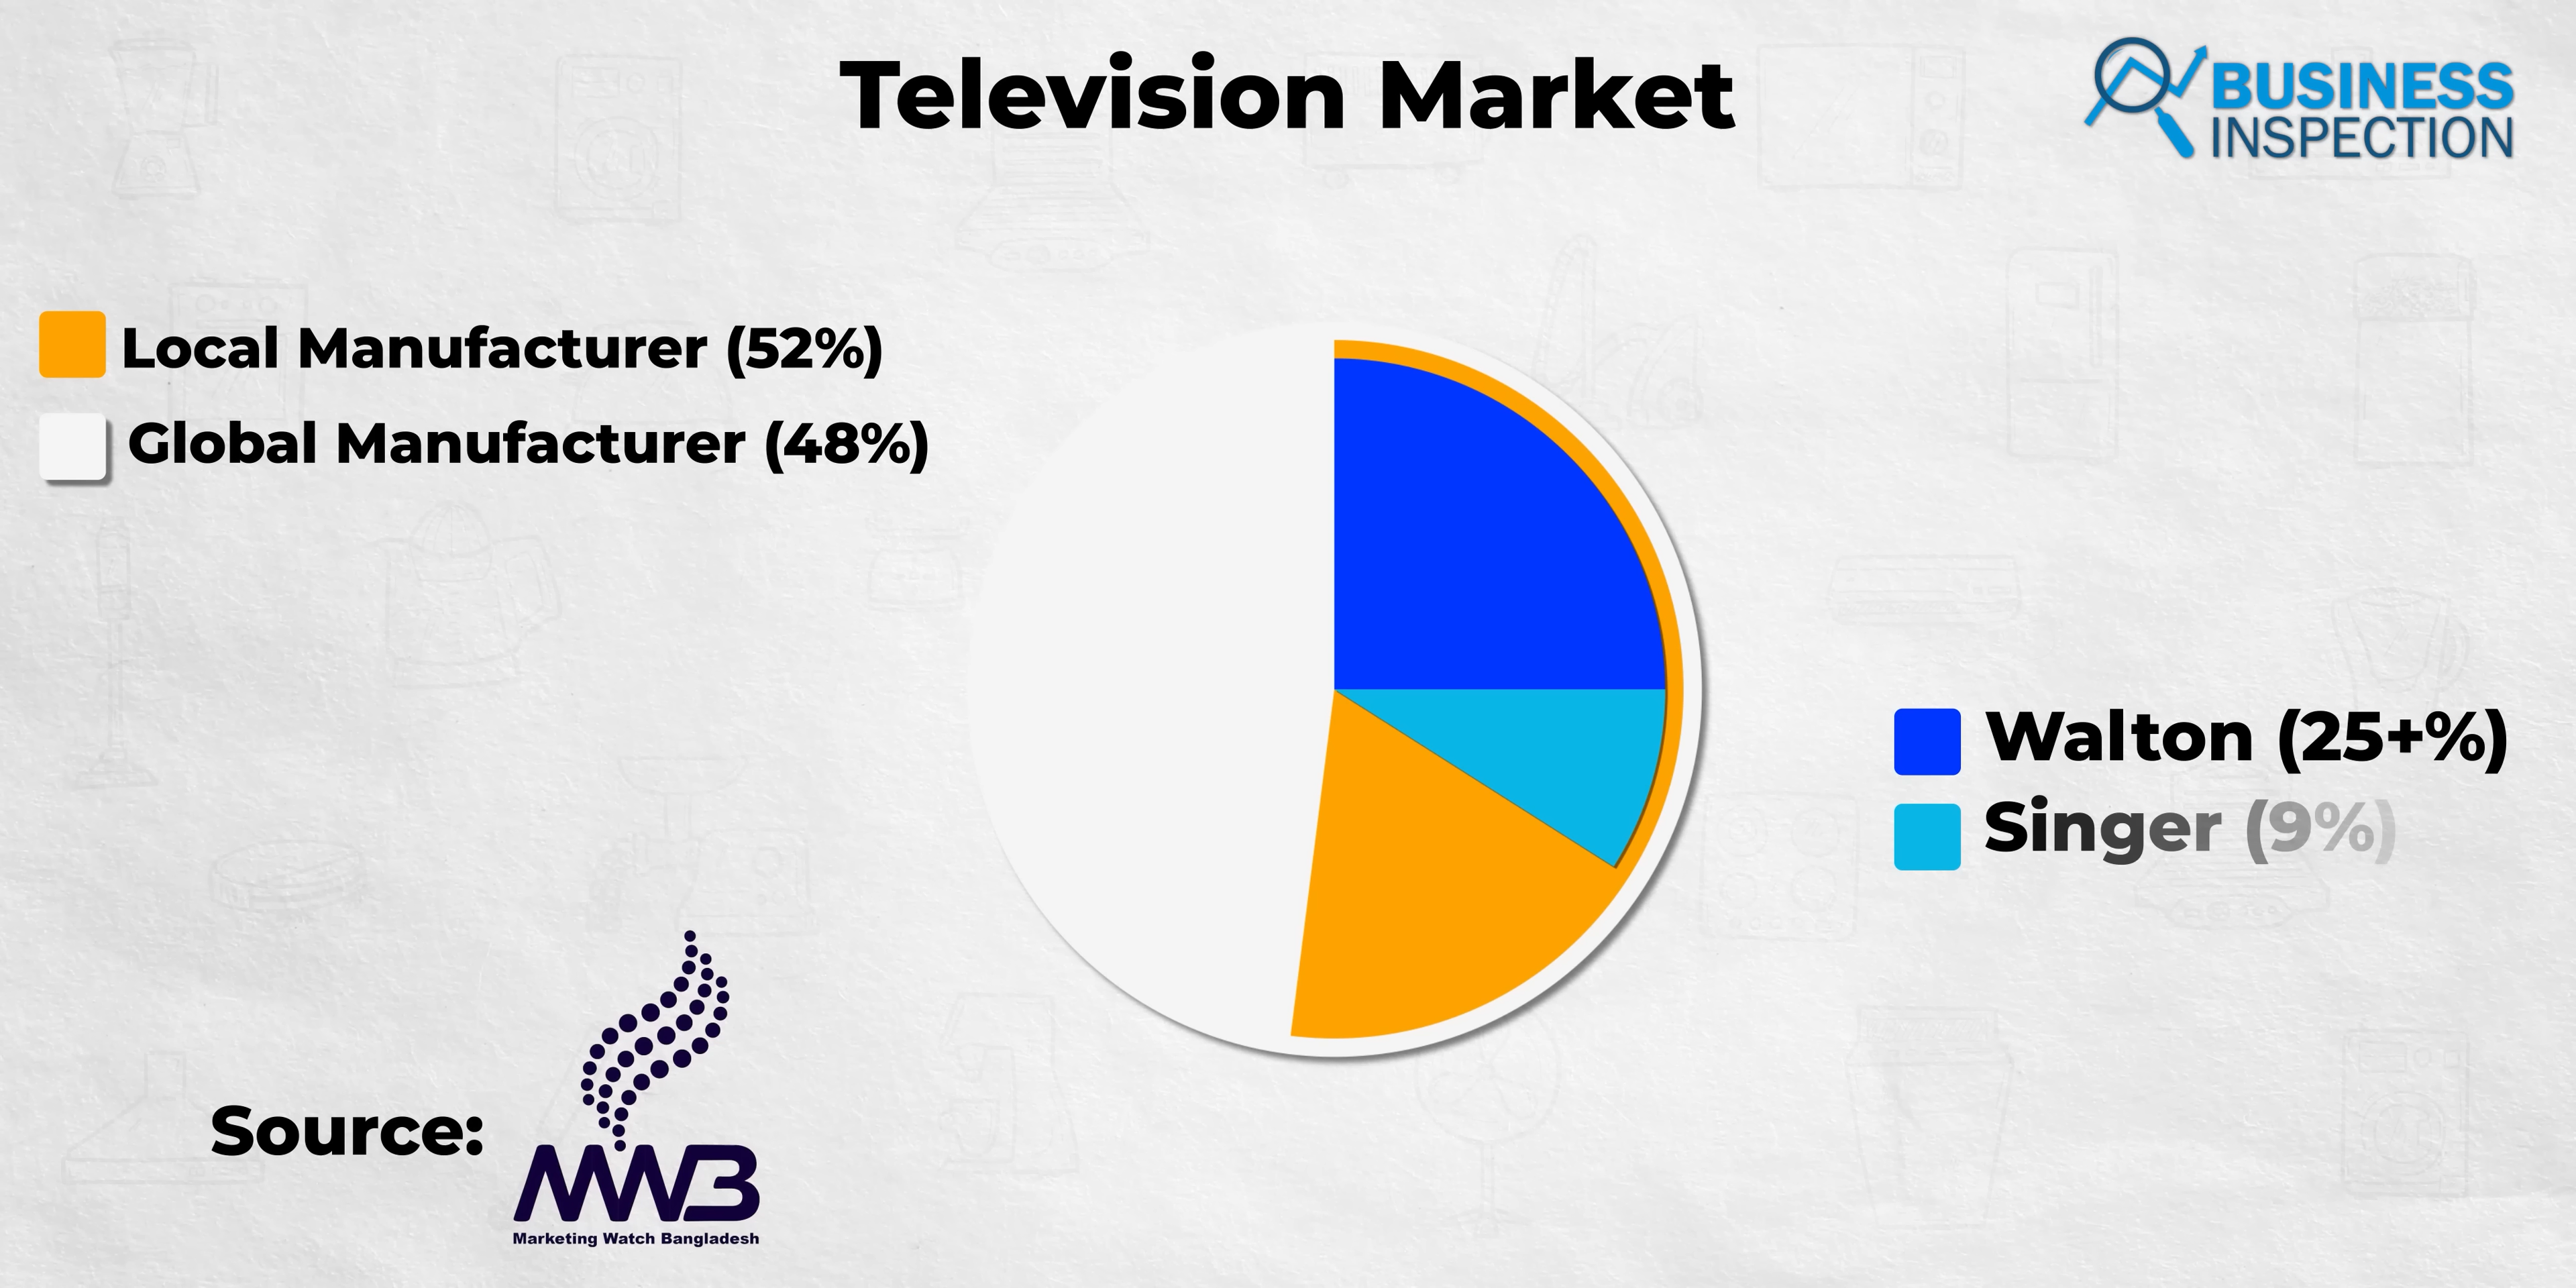 Television Market
BUSINESS
INSPECTION
Local Manufacturer (52%)
Global Manufacturer (48%)
Walton (25+%)
Singer (9%)
Source:
MWB
Marketing Watch Bangladesh